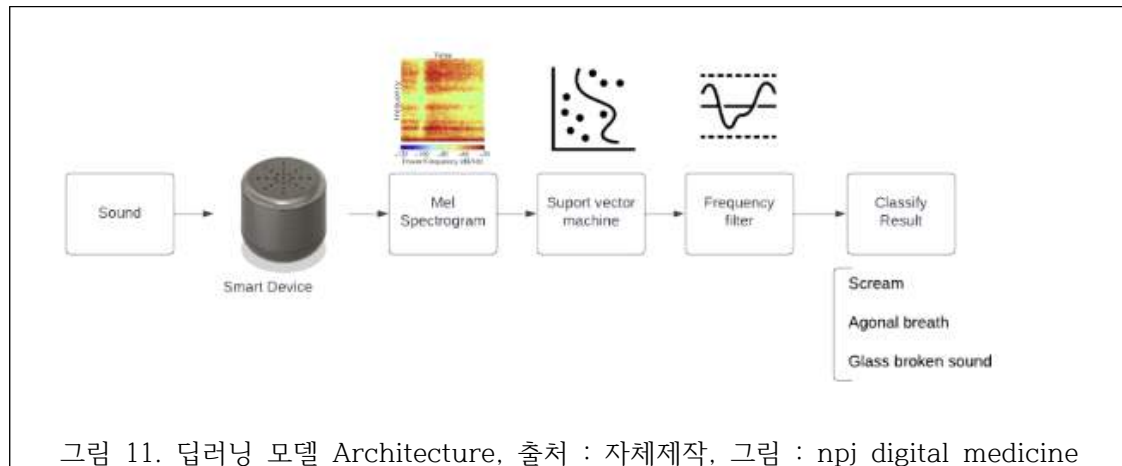 Time
Frequency
Sound
Smart Device
Mel
Spectrogram
Suport vector
machine
Frequency
filter
Classify
Result
Scream
Agonal breath
Glass broken sound
그림 11. 딥러닝 모델 Architecture, 출처 : 자체제작, 그림 : npj digital medicine